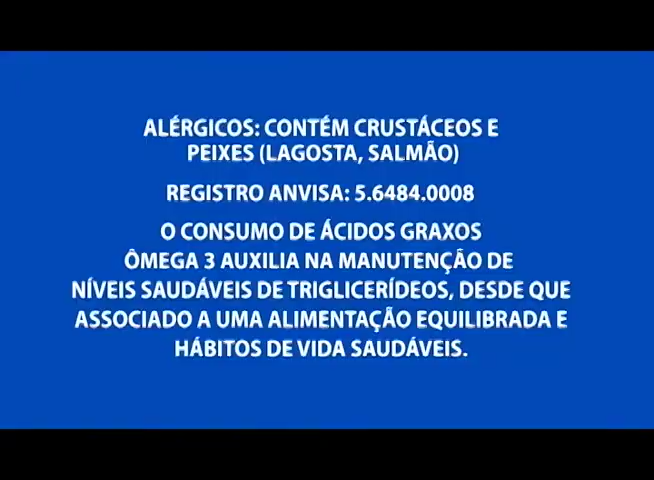 ALÉRGICOS: CONTÉM CRUSTÁCEOS E
PEIXES (LAGOSTA, SALMÃO)
REGISTRO ANVISA: 5.6484.0008
O CONSUMO DE ÁCIDOS GRAXOS
ÔMEGA 3 AUXILIA NA MANUTENÇÃO DE
NÍVEIS SAUDÁVEIS DE TRIGLICERÍDEOS, DESDE QUE
ASSOCIADO A UMA ALIMENTAÇÃO EQUILIBRADA E
HÁBITOS DE VIDA SAUDÁVEIS.